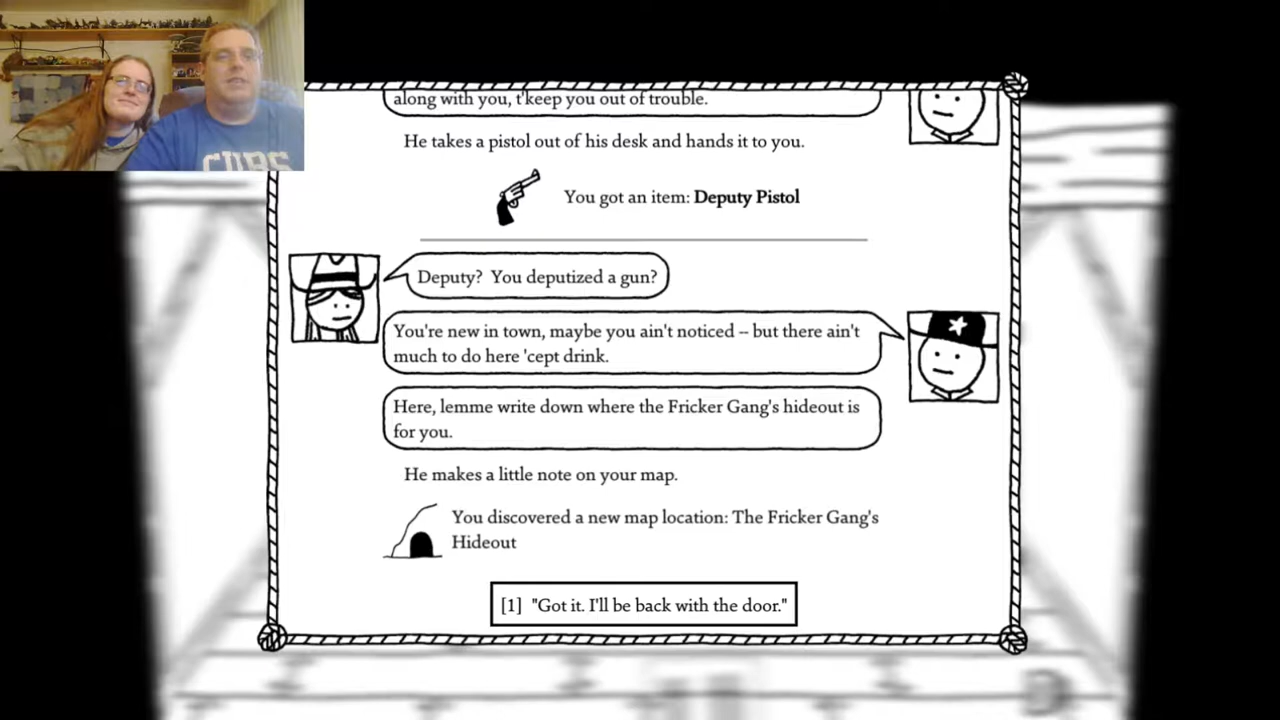 along with you, t'keep you out of trouble.
He takes a pistol out of his desk and hands it to you.
You got an item: Deputy Pistol
Deputy? You deputized a gun?
You're new in town, maybe you ain't noticed -- but there ain't
much to do here 'cept drink.
Here, lemme write down where the Fricker Gang's hideout is
for you.
He makes a little note on your map.
You discovered a new map location: The Fricker Gang's
Hideout
[1] "Got it. I'll be back with the door."
CUBS